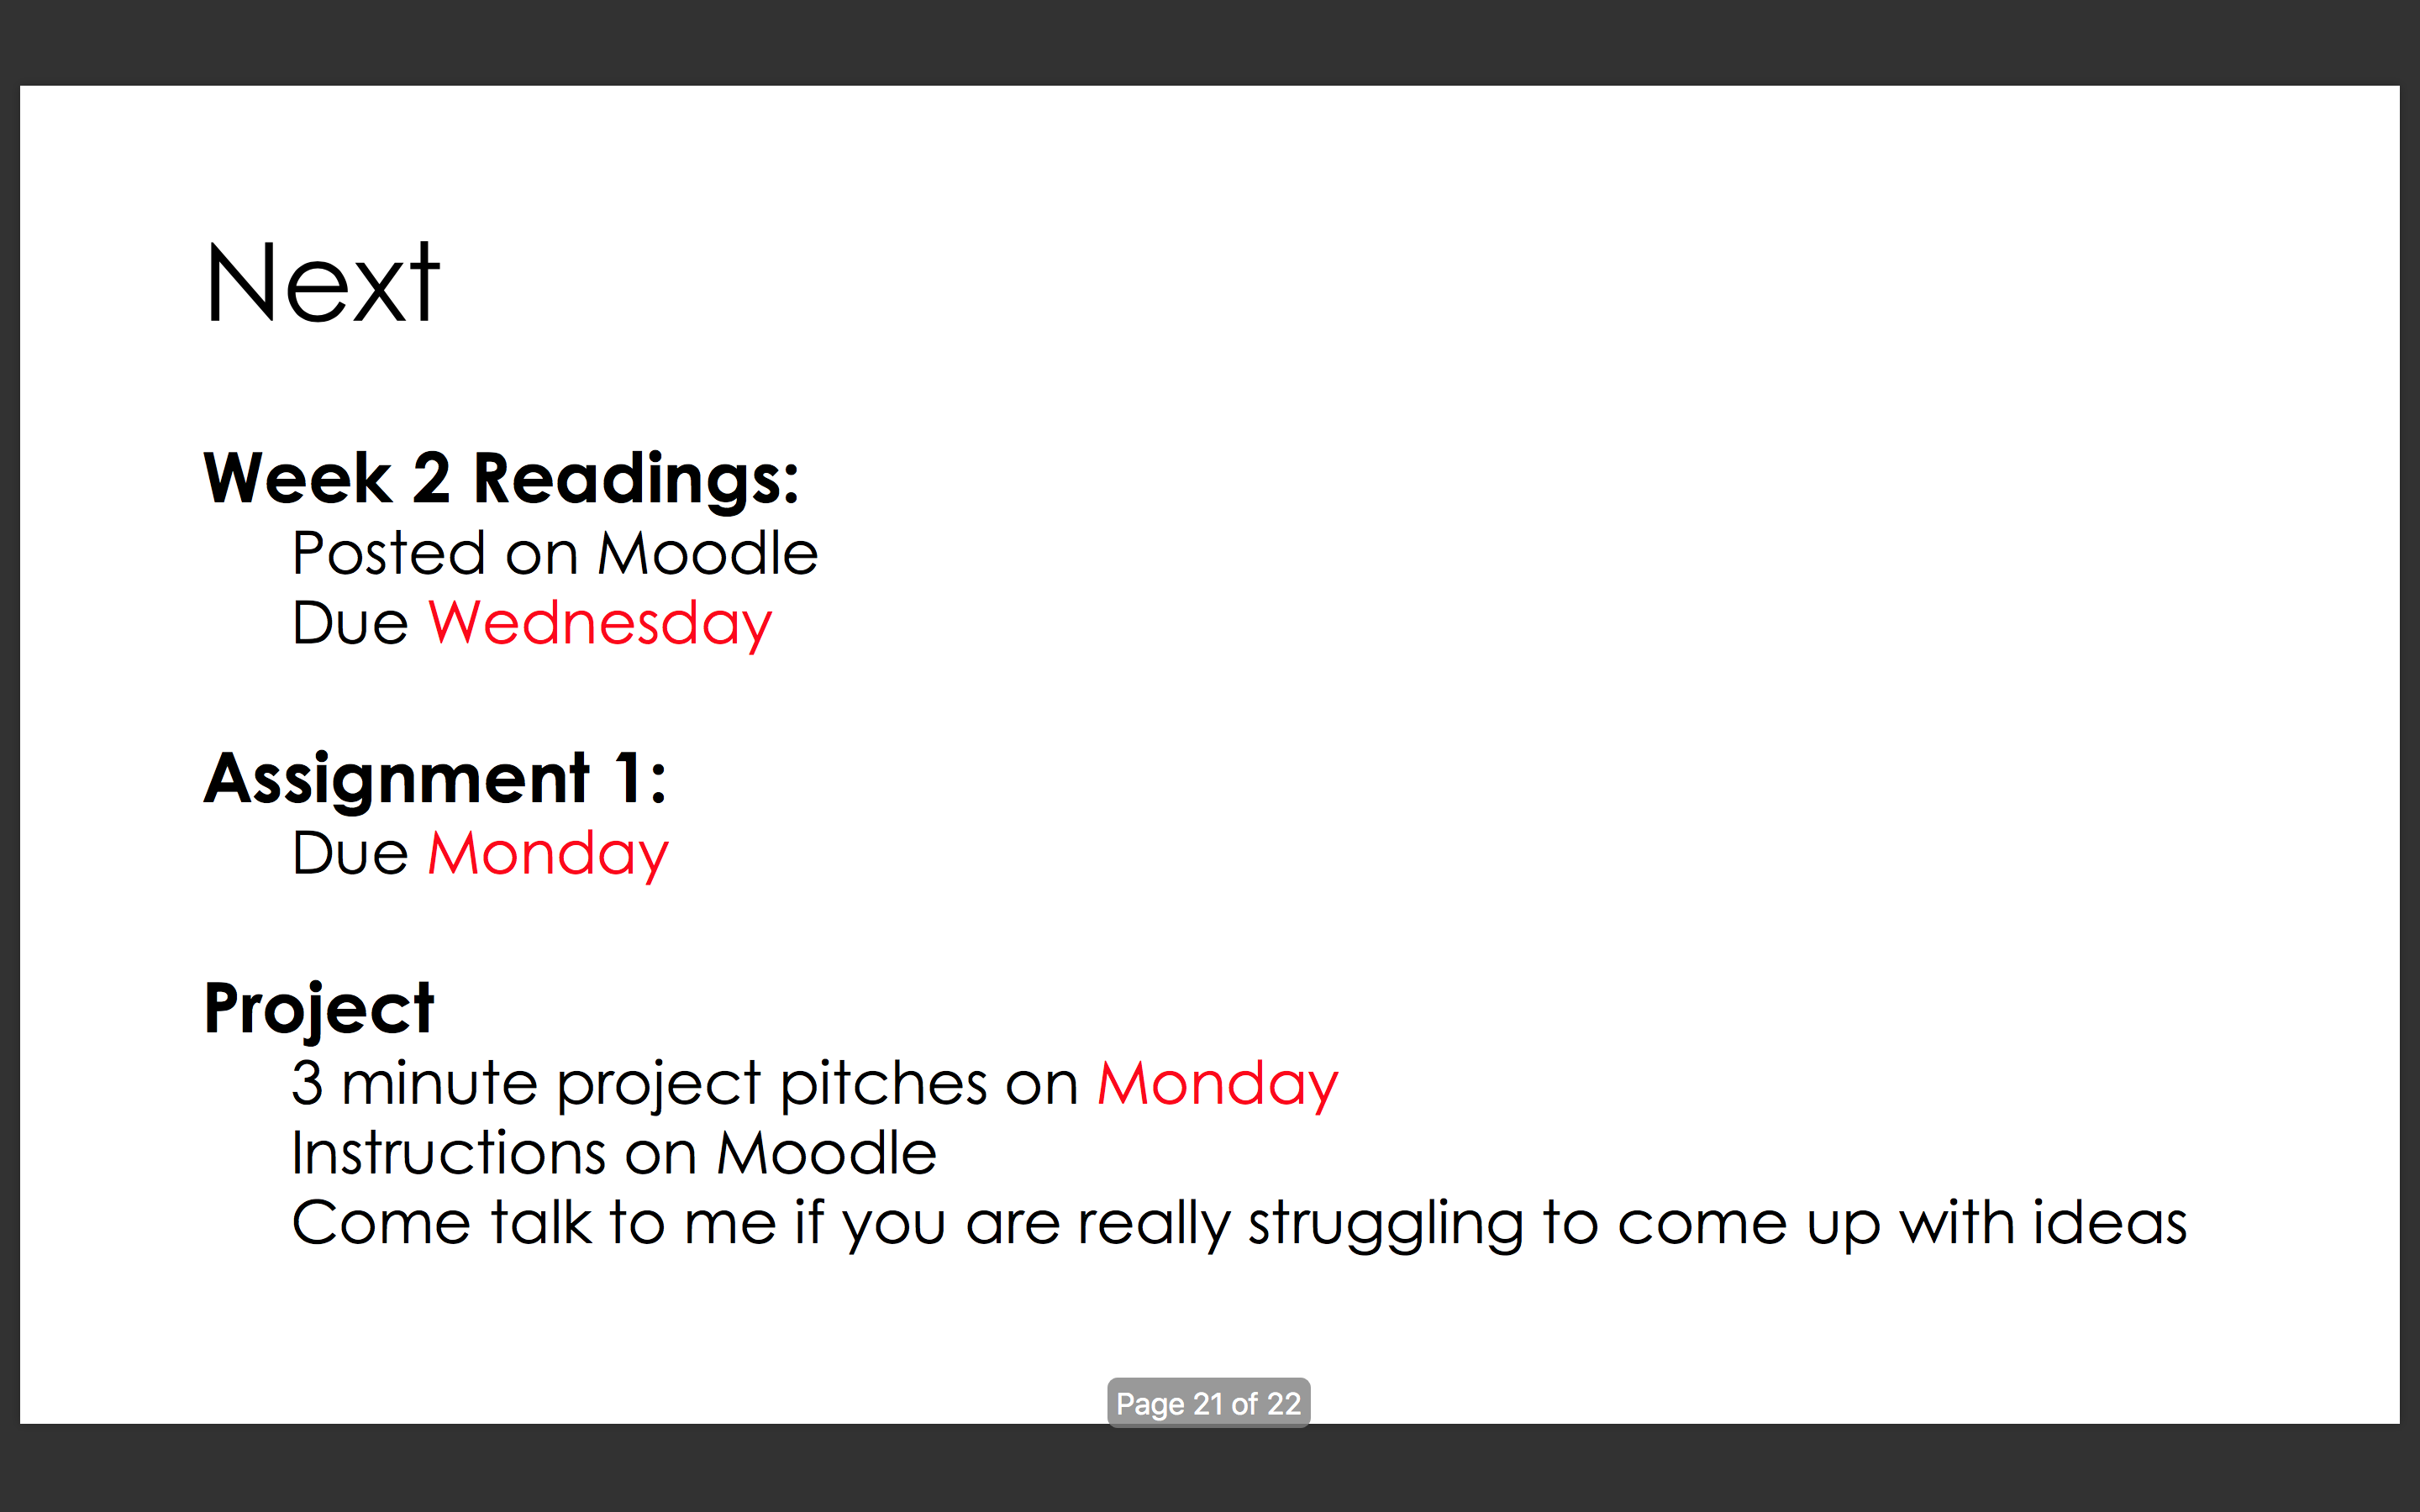 Next
Week 2 Readings:
Posted on Moodle
Due Wednesday
Assignment 1:
Due Monday
Project
3 minute project pitches on Monday
Instructions on Moodle
Come talk to me if you are really struggling to come up with ideas
Page 21 of 22